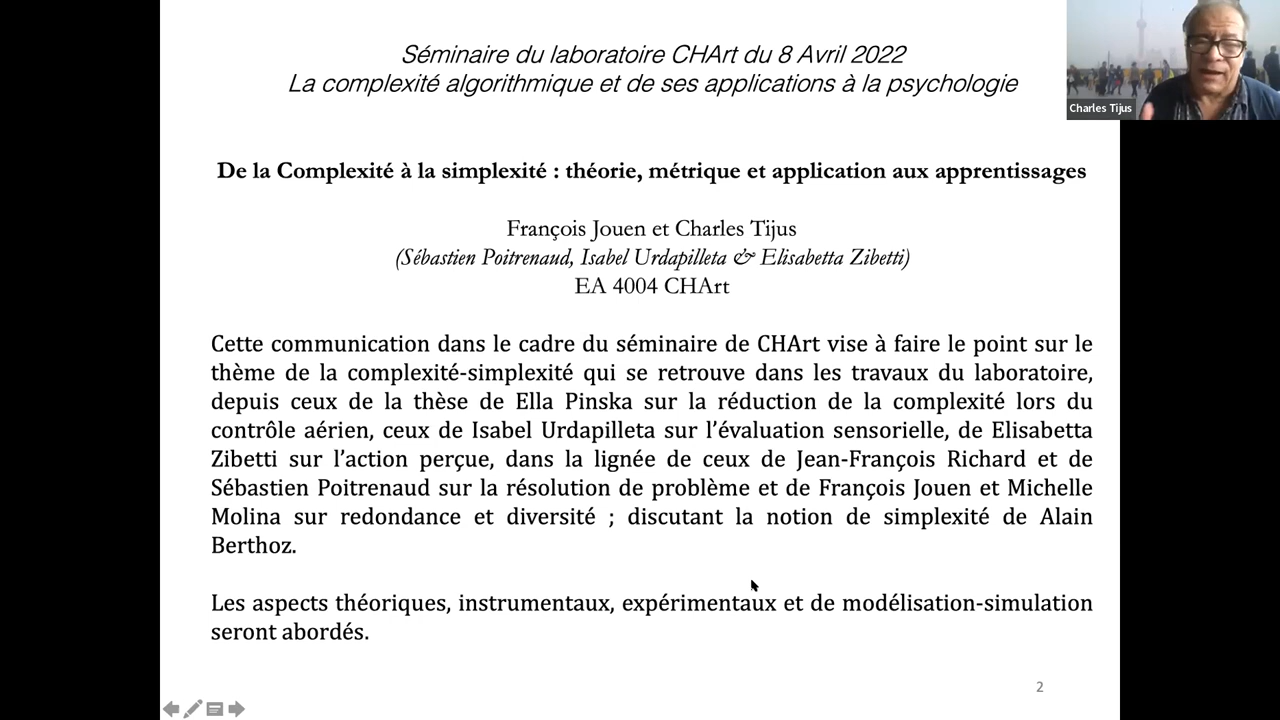 Séminaire du laboratoire CHArt du 8 Avril 2022
La complexité algorithmique et de ses applications à la psychologie
Charles Tijus
De la Complexité à la simplexité : théorie, métrique et application aux apprentissages
François Jouen et Charles Tijus
(Sébastien Poitrenaud, Isabel Urdapilleta & Elisabetta Zibetti)
EA 4004 CHArt
Cette communication dans le cadre du séminaire de CHArt vise à faire le point sur le
thème de la complexité-simplexité qui se retrouve dans les travaux du laboratoire,
depuis ceux de la thèse de Ella Pinska sur la réduction de la complexité lors du
contrôle aérien, ceux de Isabel Urdapilleta sur l’évaluation sensorielle, de Elisabetta
Zibetti sur l’action perçue, dans la lignée de ceux de Jean-François Richard et de
Sébastien Poitrenaud sur la résolution de problème et de François Jouen et Michelle
Molina sur redondance et diversité ; discutant la notion de simplexité de Alain
Berthoz.
Les aspects théoriques, instrumentaux, expérimentaux et de modélisation-simulation
seront abordés.
2